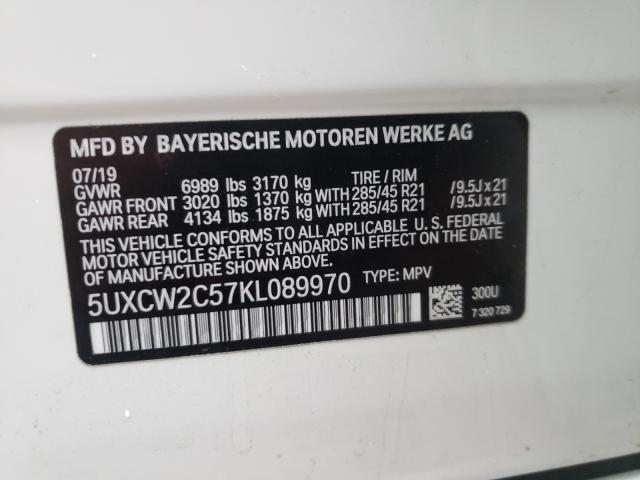 MFD BY BAYERISCHE MOTOREN WERKE AG
07/19 TIRE / RIM
GVWR 6989 lbs 3170 kg
GAWR FRONT 3020 lbs 1370 kg WITH 285/45 R21 /9.5J x 21
GAWR REAR 4134 lbs 1875 kg WITH 285/45 R21 /9.5J x 21
THIS VEHICLE CONFORMS TO ALL APPLICABLE U. S. FEDERAL
MOTOR VEHICLE SAFETY STANDARDS IN EFFECT ON THE DATE
OF MANUFACTURE SHOWN ABOVE.
5UXCW2C57KL089970 TYPE: MPV
300U
7 320 729